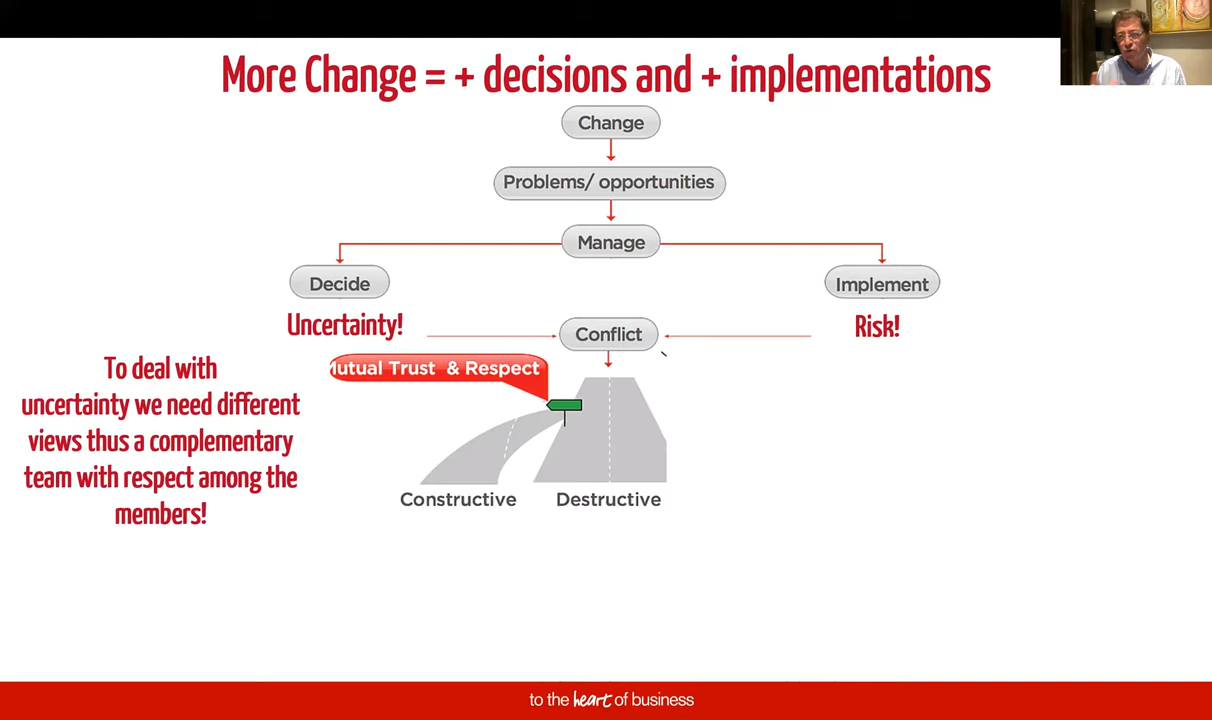 More Change = + decisions and + implementations
Change
Problems/ opportunities
Manage
Decide
Implement
Uncertainty!
Conflict
Risk!
Mutual Trust & Respect
To deal with
uncertainty we need different
views thus a complementary
team with respect among the
members!
Constructive
Destructive
to the heart of business